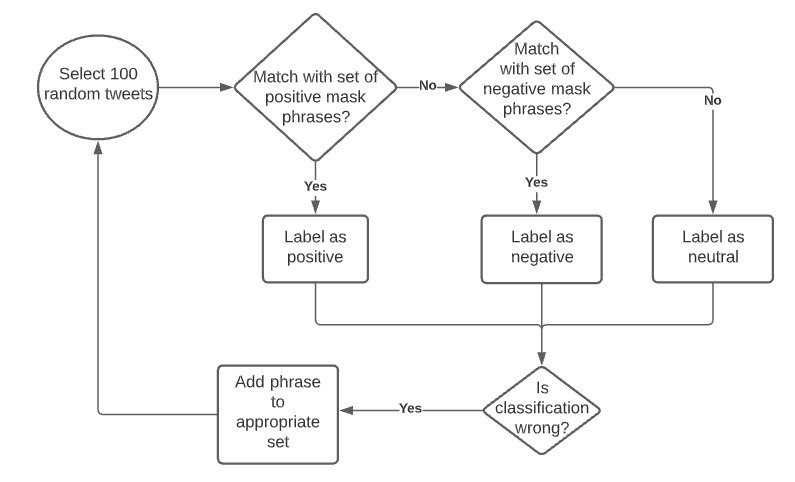 Select 100
random tweets
Match with set of
positive mask
phrases?
No
Match
with set of
negative mask
phrases?
No
Yes
Yes
Label as
positive
Label as
negative
Label as
neutral
Add phrase
to
appropriate
set
Yes
Is
classification
wrong?